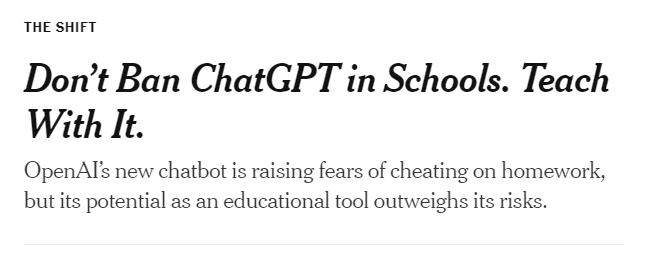 THE SHIFT
Don’t Ban ChatGPT in Schools. Teach
With It.
OpenAI’s new chatbot is raising fears of cheating on homework,
but its potential as an educational tool outweighs its risks.